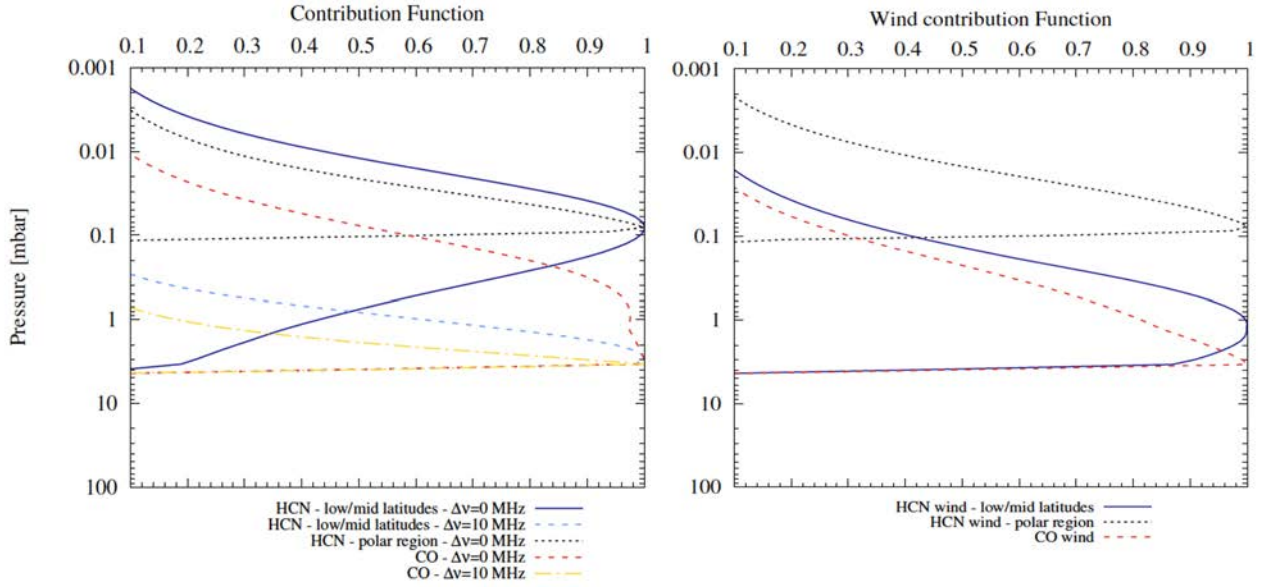 Contribution Function
0.1 0.2 0.3 0.4 0.5 0.6 0.7 0.8 0.9 1
0.001
0.01
0.1
1
10
100
Pressure [mbar]
HCN - low/mid latitudes - Δν=0 MHz
HCN - low/mid latitudes - Δν=10 MHz
HCN - polar region - Δν=0 MHz
CO - Δν=0 MHz
CO - Δν=10 MHz
Wind contribution Function
0.1 0.2 0.3 0.4 0.5 0.6 0.7 0.8 0.9 1
0.001
0.01
0.1
1
10
100
HCN wind - low/mid latitudes
HCN wind - polar region
CO wind